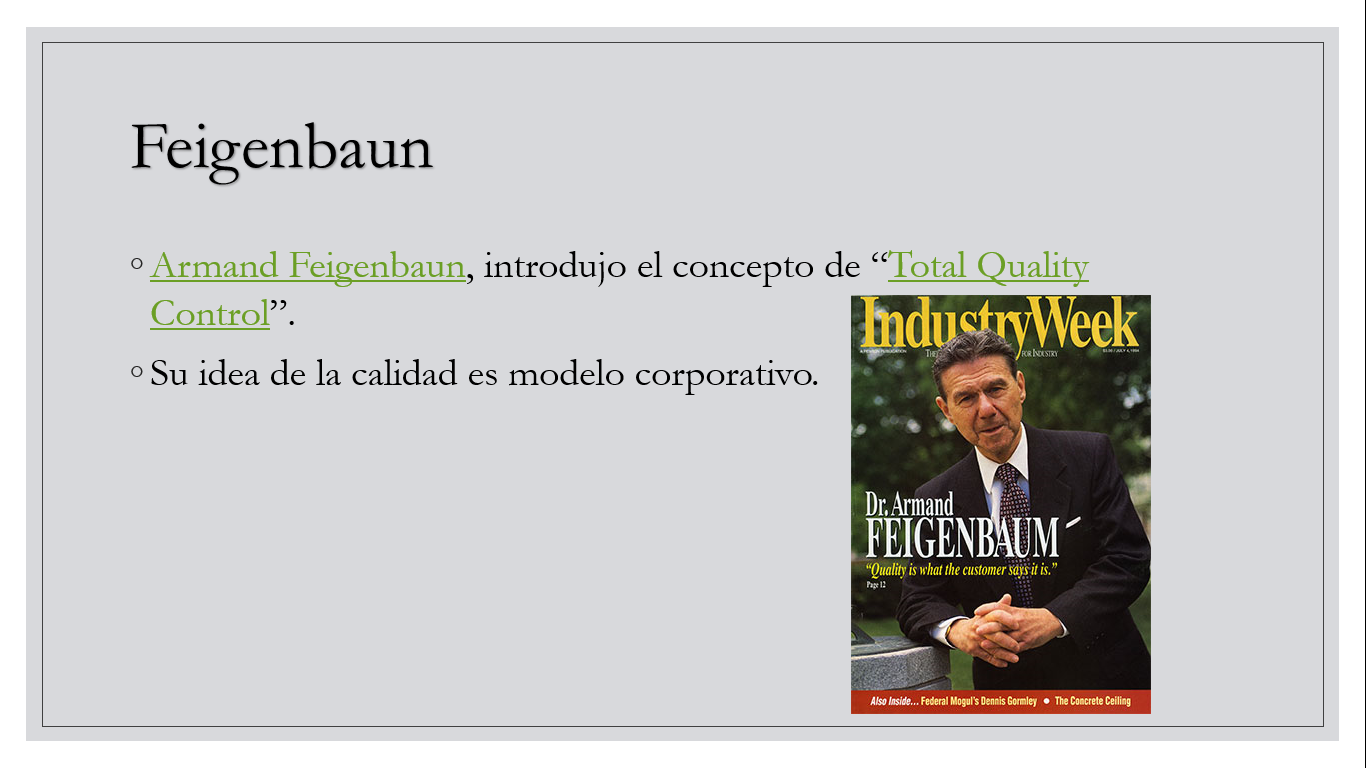 Feigenbaun
◦ Armand Feigenbaun, introdujo el concepto de “Total Quality
Control”.
◦ Su idea de la calidad es modelo corporativo.
IndustryWeek
FOR INDUSTRY
Dr. Armand
FEIGENBAUM
“Quality is what the customer says it is.”
Page 12
Also Inside... Federal Mogul's Dennis Gormley ● The Concrete Ceiling